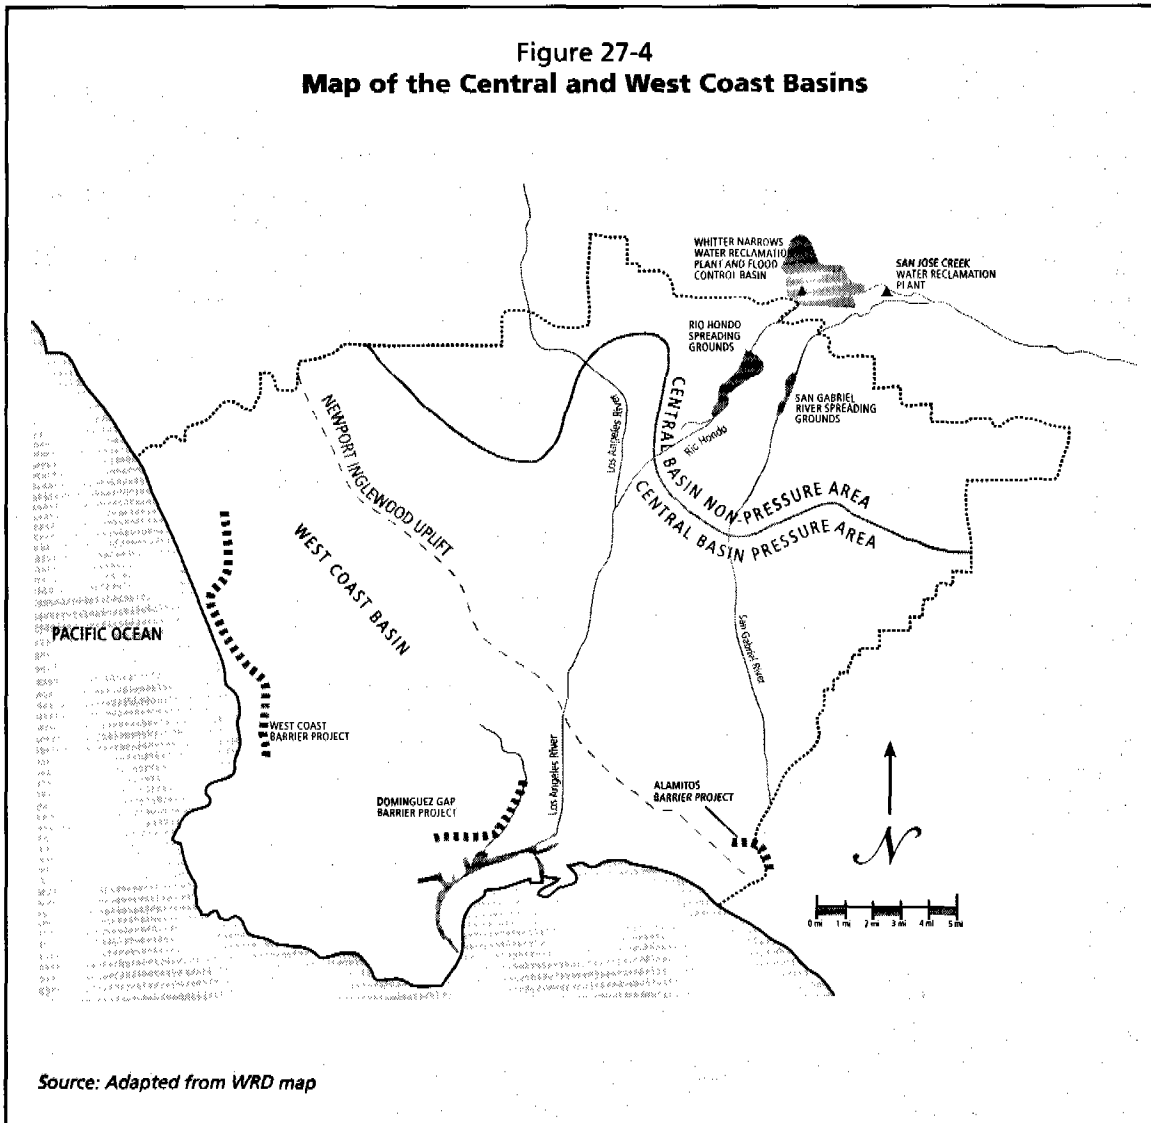 Figure 27-4
Map of the Central and West Coast Basins
WHITTER NARROWS
WATER RECLAMATIO
PLANT AND FLOOD
CONTROL BASIN
SAN JOSE CREEK
WATER RECLAMATION
PLANT
RIO HONDO
SPREADING
GROUNDS
SAN GABRIEL
RIVER SPREADING
GROUNDS
NEWPORT INGLEWOOD UPLIFT
Los Angeles River
Rio Hondo
CENTRAL BASIN NON-PRESSURE AREA
CENTRAL BASIN PRESSURE AREA
WEST COAST BASIN
PACIFIC OCEAN
San Gabriel River
WEST COAST
BARRIER PROJECT
Los Angeles River
DOMINGUEZ GAP
BARRIER PROJECT
ALAMITOS
BARRIER PROJECT
N
0 mi 1 mi 2 mi 3 mi 4 mi 5 mi
Source: Adapted from WRD map